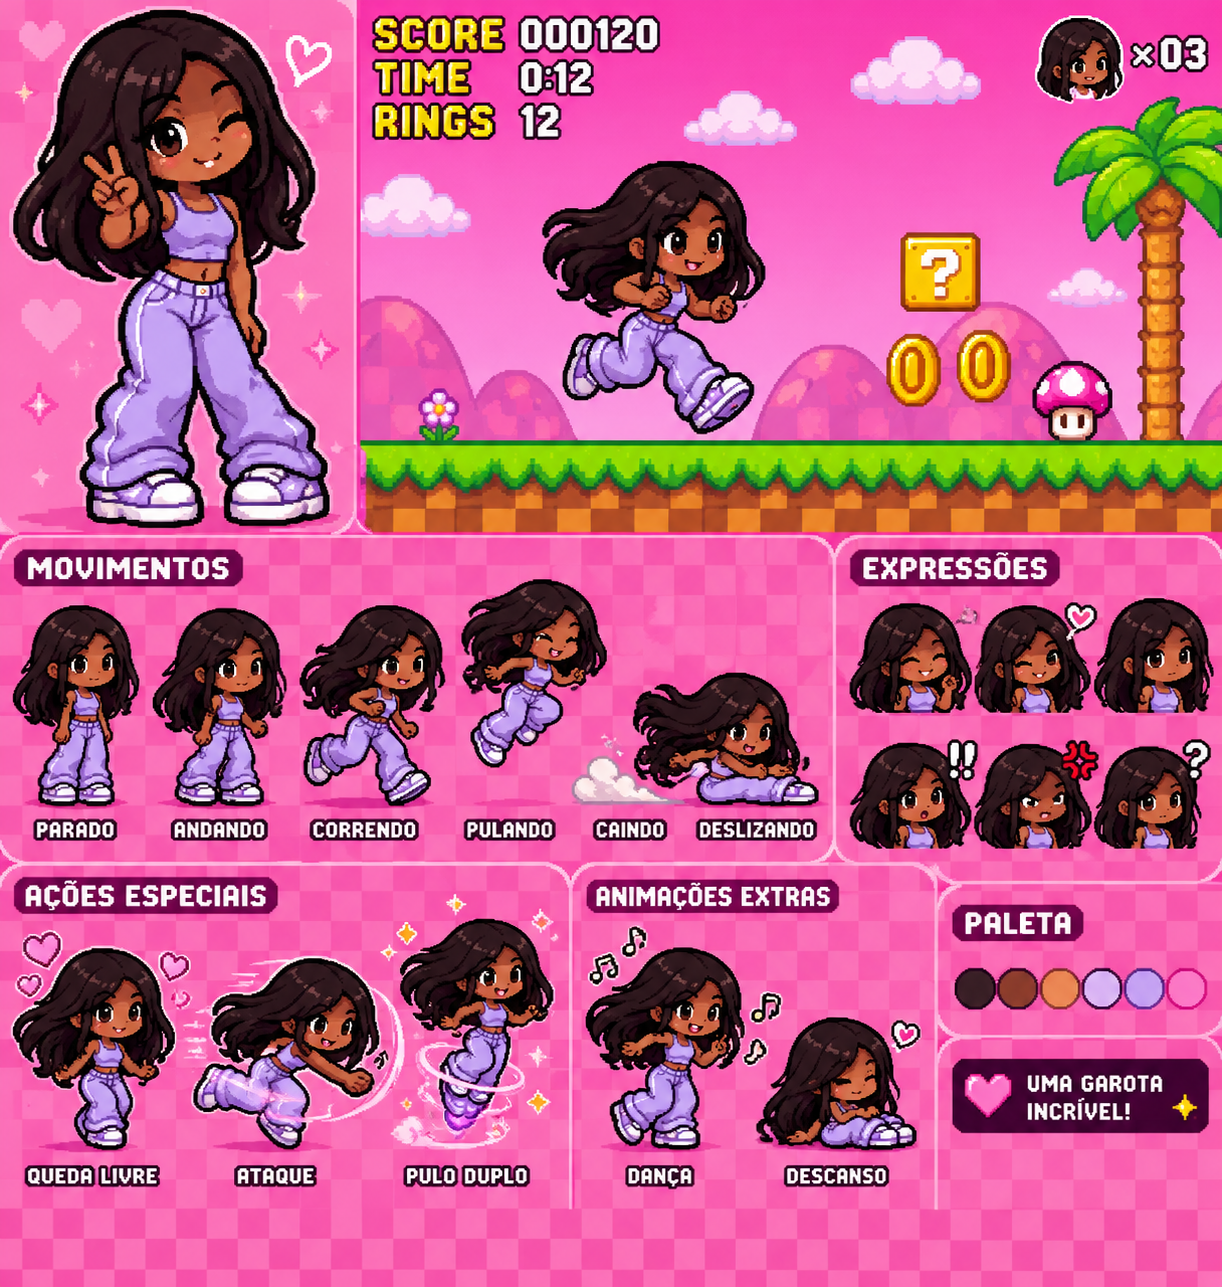 SCORE 000120
TIME 0:12
RINGS 12
×03
?
MOVIMENTOS
PARADO
ANDANDO
CORRENDO
PULANDO
CAINDO
DESLIZANDO
EXPRESSÕES
!!
?
AÇÕES ESPECIAIS
QUEDA LIVRE
ATAQUE
PULO DUPLO
ANIMAÇÕES EXTRAS
DANÇA
DESCANSO
PALETA
UMA GAROTA
INCRÍVEL!